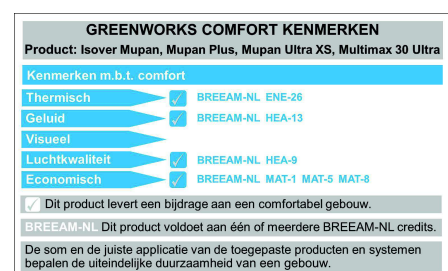 GREENWORKS COMFORT KENMERKEN
Product: Isover Mupan, Mupan Plus, Mupan Ultra XS, Multimax 30 Ultra
Kenmerken m.b.t. comfort
Thermisch BREEAM-NL ENE-26
Geluid BREEAM-NL HEA-13
Visueel
Luchtkwaliteit BREEAM-NL HEA-9
Economisch BREEAM-NL MAT-1 MAT-5 MAT-8
Dit product levert een bijdrage aan een comfortabel gebouw.
BREEAM-NL Dit product voldoet aan één of meerdere BREEAM-NL credits.
De som en de juiste applicatie van de toegepaste producten en systemen
bepalen de uiteindelijke duurzaamheid van een gebouw.